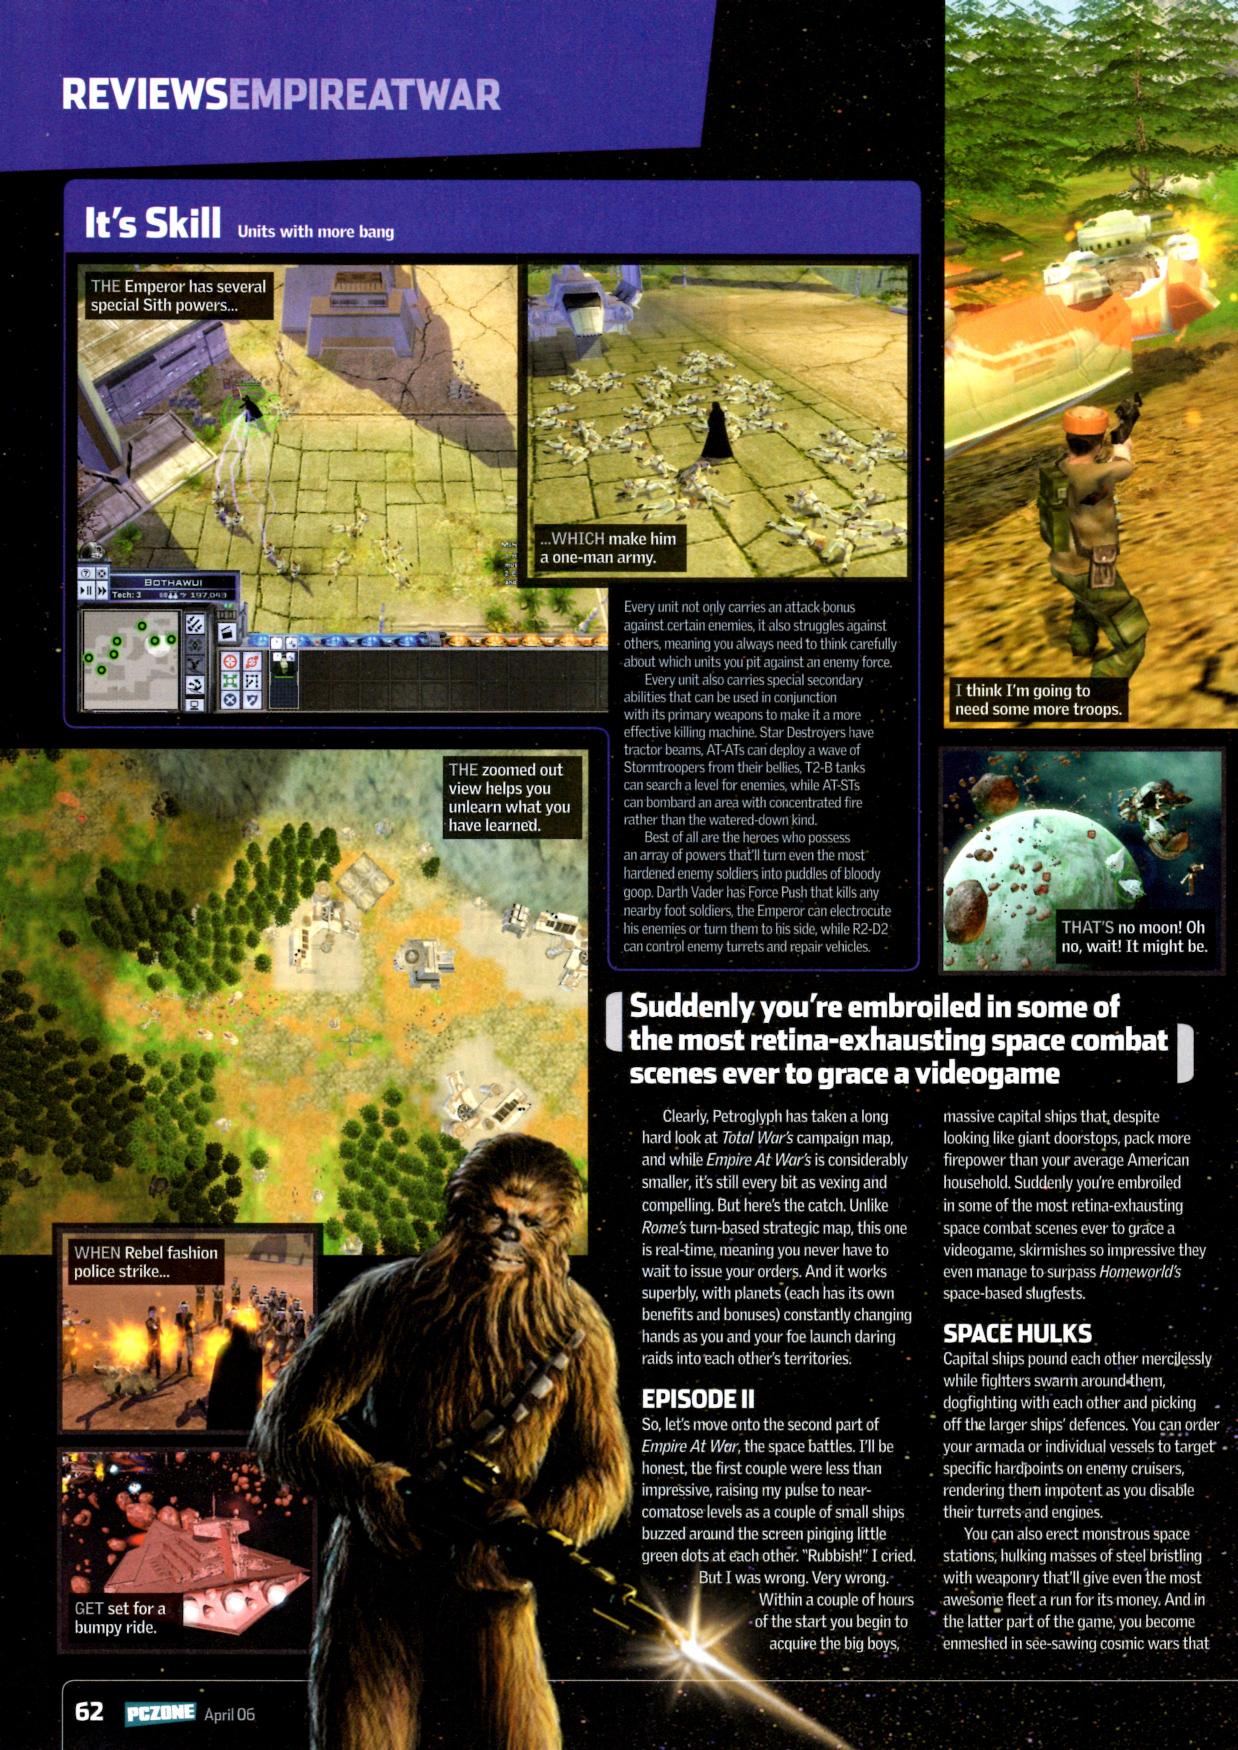 REVIEWSEMPIREATWAR
It's Skill Units with more bang
THE Emperor has several
special Sith powers...
...WHICH make him
a one-man army.
BOTHAWUI
Tech: 3
197,043
Every unit not only carries an attack bonus
against certain enemies, it also struggles against
others, meaning you always need to think carefully
about which units you pit against an enemy force.
Every unit also carries special secondary
abilities that can be used in conjunction
with its primary weapons to make it a more
effective killing machine. Star Destroyers have
tractor beams, AT-ATs can deploy a wave of
Stormtroopers from their bellies, T2-B tanks
can search a level for enemies, while AT-STs
can bombard an area with concentrated fire
rather than the watered-down kind.
Best of all are the heroes who possess
an array of powers that'll turn even the most
hardened enemy soldiers into puddles of bloody
goop. Darth Vader has Force Push that kills any
nearby foot soldiers, the Emperor can electrocute
his enemies or turn them to his side, while R2-D2
can control enemy turrets and repair vehicles.
I think I'm going to
need some more troops.
THE zoomed out
view helps you
unlearn what you
have learned.
THAT'S no moon! Oh
no, wait! It might be.
WHEN Rebel fashion
police strike...
GET set for a
bumpy ride.
Suddenly you're embroiled in some of
the most retina-exhausting space combat
scenes ever to grace a videogame
Clearly, Petroglyph has taken a long
hard look at Total War's campaign map,
and while Empire At War's is considerably
smaller, it's still every bit as vexing and
compelling. But here's the catch. Unlike
Rome's turn-based strategic map, this one
is real-time, meaning you never have to
wait to issue your orders. And it works
superbly, with planets (each has its own
benefits and bonuses) constantly changing
hands as you and your foe launch daring
raids into each other's territories.
EPISODE II
So, let's move onto the second part of
Empire At War, the space battles. I'll be
honest, the first couple were less than
impressive, raising my pulse to near-
comatose levels as a couple of small ships
buzzed around the screen pinging little
green dots at each other. "Rubbish!" I cried.
But I was wrong. Very wrong.
Within a couple of hours
of the start you begin to
acquire the big boys,
massive capital ships that, despite
looking like giant doorstops, pack more
firepower than your average American
household. Suddenly you're embroiled
in some of the most retina-exhausting
space combat scenes ever to grace a
videogame, skirmishes so impressive they
even manage to surpass Homeworld's
space-based slugfests.
SPACE HULKS
Capital ships pound each other mercilessly
while fighters swarm around them,
dogfighting with each other and picking
off the larger ships' defences. You can order
your armada or individual vessels to target
specific hardpoints on enemy cruisers,
rendering them impotent as you disable
their turrets and engines.
You can also erect monstrous space
stations, hulking masses of steel bristling
with weaponry that'll give even the most
awesome fleet a run for its money. And in
the latter part of the game, you become
enmeshed in see-sawing cosmic wars that
62 PCZONE April 06